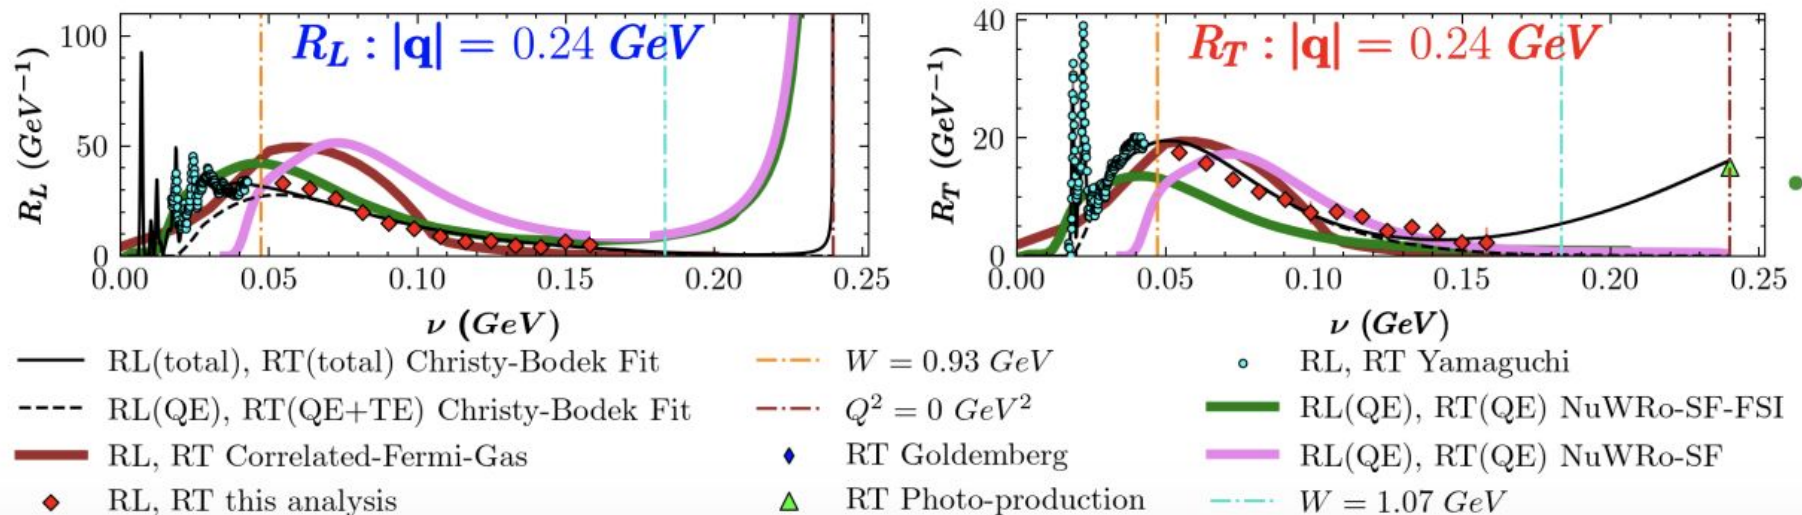 R_L : |q| = 0.24 GeV
R_L (GeV⁻¹)
100
50
0
0.00 0.05 0.10 0.15 0.20 0.25
ν (GeV)
R_T : |q| = 0.24 GeV
R_T (GeV⁻¹)
40
20
0
0.00 0.05 0.10 0.15 0.20 0.25
ν (GeV)
RL(total), RT(total) Christy-Bodek Fit
RL(QE), RT(QE+TE) Christy-Bodek Fit
RL, RT Correlated-Fermi-Gas
RL, RT this analysis
W = 0.93 GeV
Q² = 0 GeV²
RT Goldemberg
RT Photo-production
RL, RT Yamaguchi
RL(QE), RT(QE) NuWRo-SF-FSI
RL(QE), RT(QE) NuWRo-SF
W = 1.07 GeV